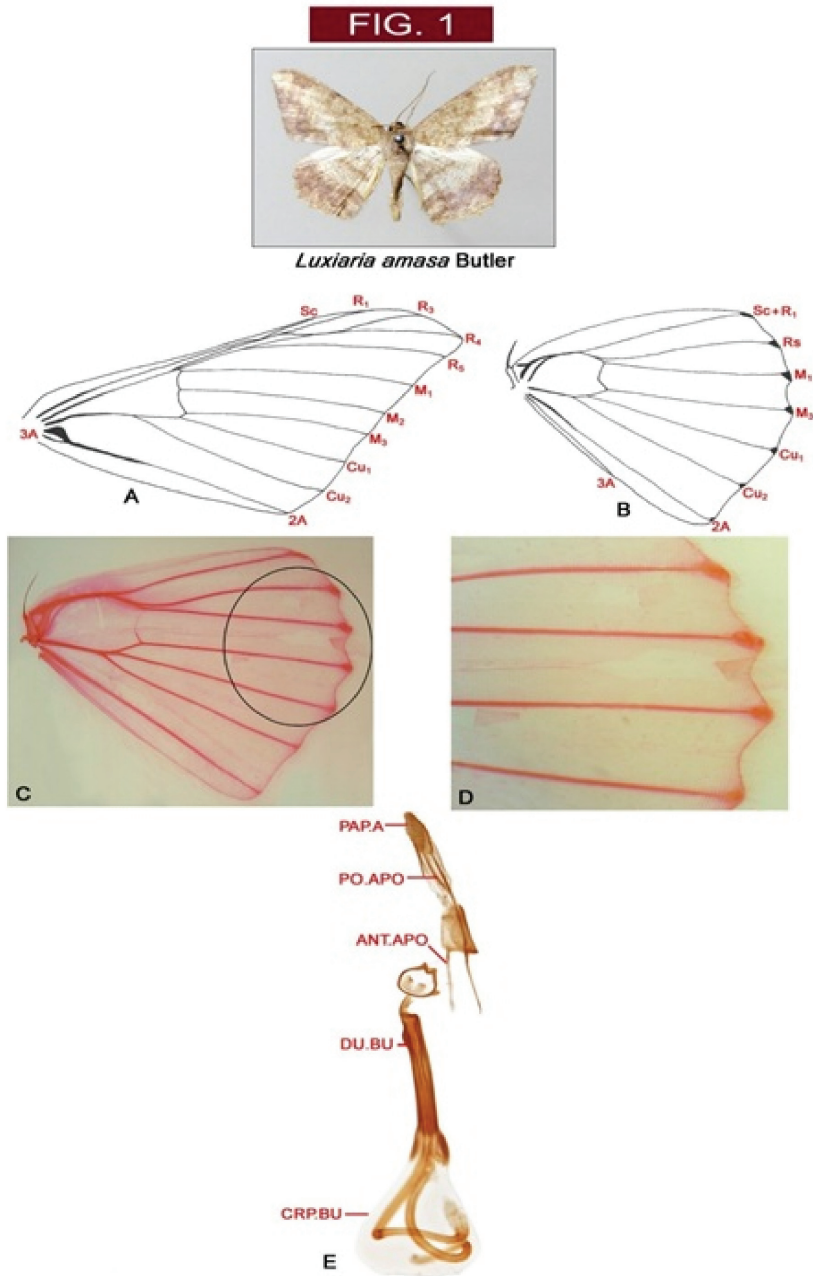 FIG. 1
Luxiaria amasa Butler
Sc
R1
R3
R4
R5
M1
M2
M3
Cu1
Cu2
2A
3A
A
Sc+R1
Rs
M1
M3
Cu1
Cu2
2A
3A
B
C
D
PAP.A
PO.APO
ANT.APO
DU.BU
CRP.BU
E